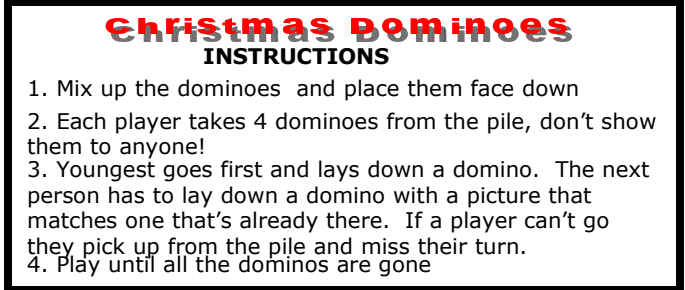 Christmas Dominoes
INSTRUCTIONS
1. Mix up the dominoes  and place them face down
2. Each player takes 4 dominoes from the pile, don’t show
them to anyone!
3. Youngest goes first and lays down a domino.  The next
person has to lay down a domino with a picture that
matches one that’s already there.  If a player can’t go
they pick up from the pile and miss their turn.
4. Play until all the dominos are gone